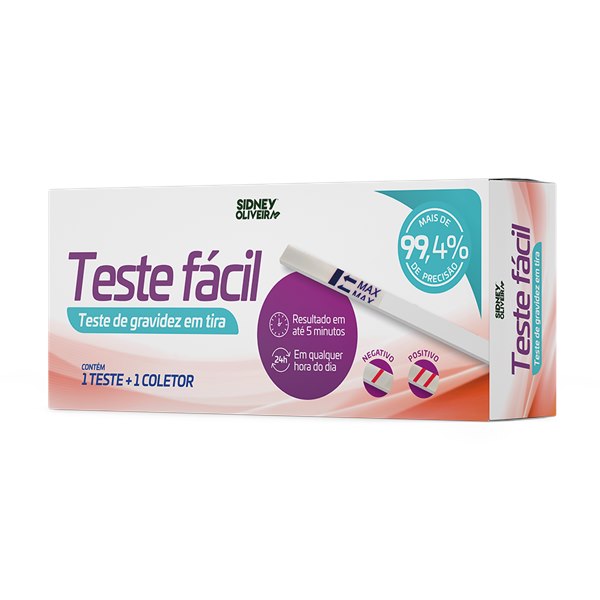 SIDNEY
OLIVEIRA
Teste fácil
Teste de gravidez em tira
CONTÉM
1 TESTE + 1 COLETOR
Resultado em
até 5 minutos
24h
Em qualquer
hora do dia
MAX
MAX
NEGATIVO
POSITIVO
MAIS DE
99,4%
DE PRECISÃO
SIDNEY
OLIVEIRA
Teste fácil
Teste de gravidez em tira